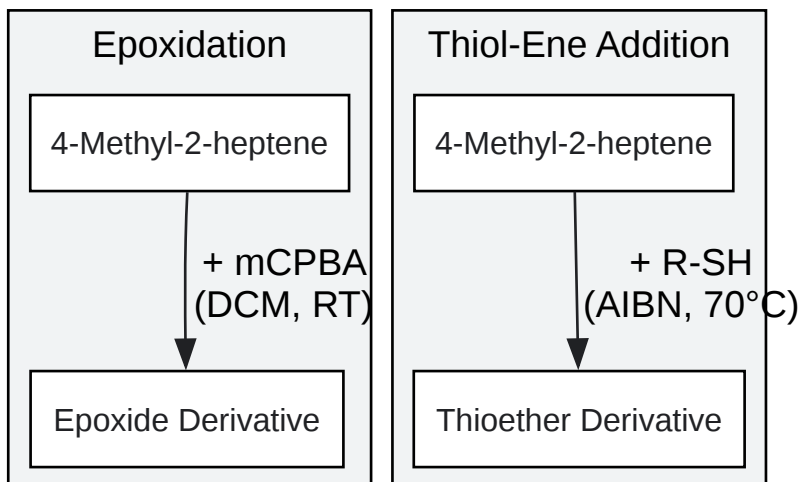 Epoxidation
4-Methyl-2-heptene
+ mCPBA
(DCM, RT)
Epoxide Derivative
Thiol-Ene Addition
4-Methyl-2-heptene
+ R-SH
(AIBN, 70°C)
Thioether Derivative